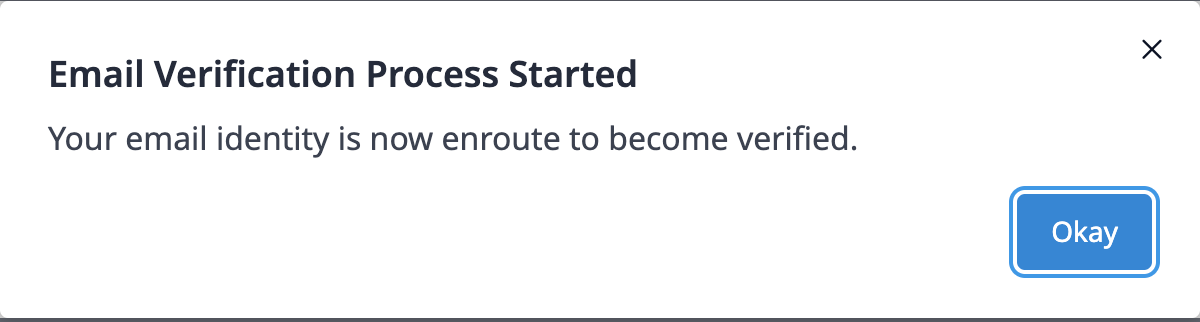 Email Verification Process Started
Your email identity is now enroute to become verified.
Okay